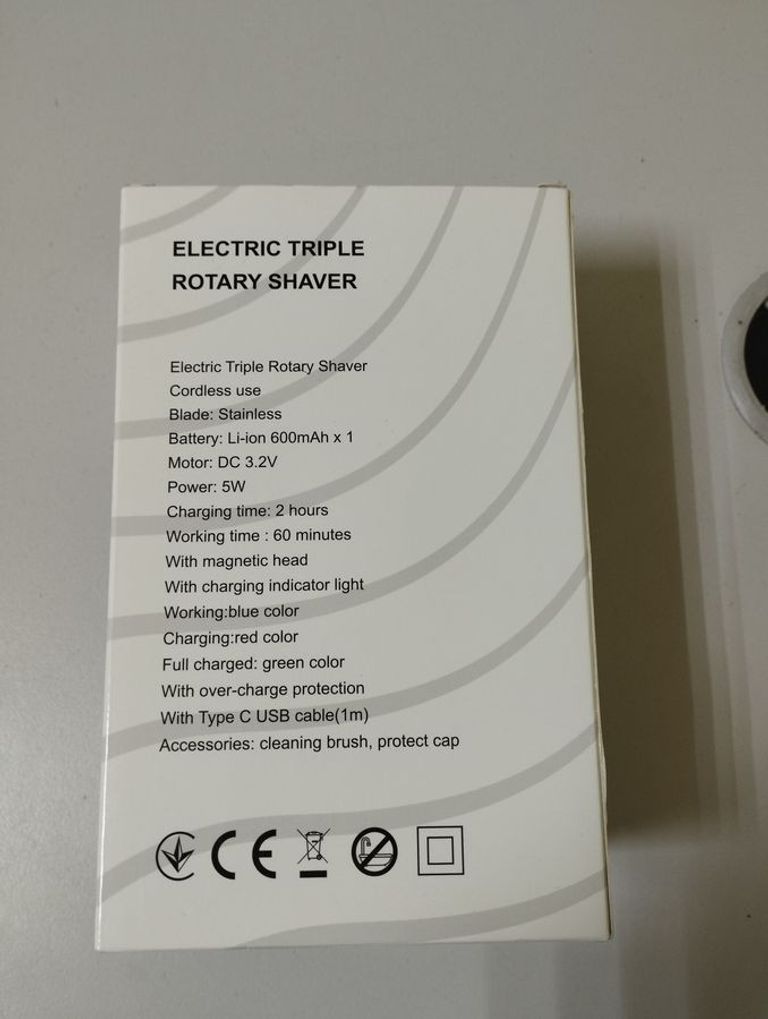 ELECTRIC TRIPLE
ROTARY SHAVER
Electric Triple Rotary Shaver
Cordless use
Blade: Stainless
Battery: Li-ion 600mAh x 1
Motor: DC 3.2V
Power: 5W
Charging time: 2 hours
Working time : 60 minutes
With magnetic head
With charging indicator light
Working:blue color
Charging:red color
Full charged: green color
With over-charge protection
With Type C USB cable(1m)
Accessories: cleaning brush, protect cap
CE